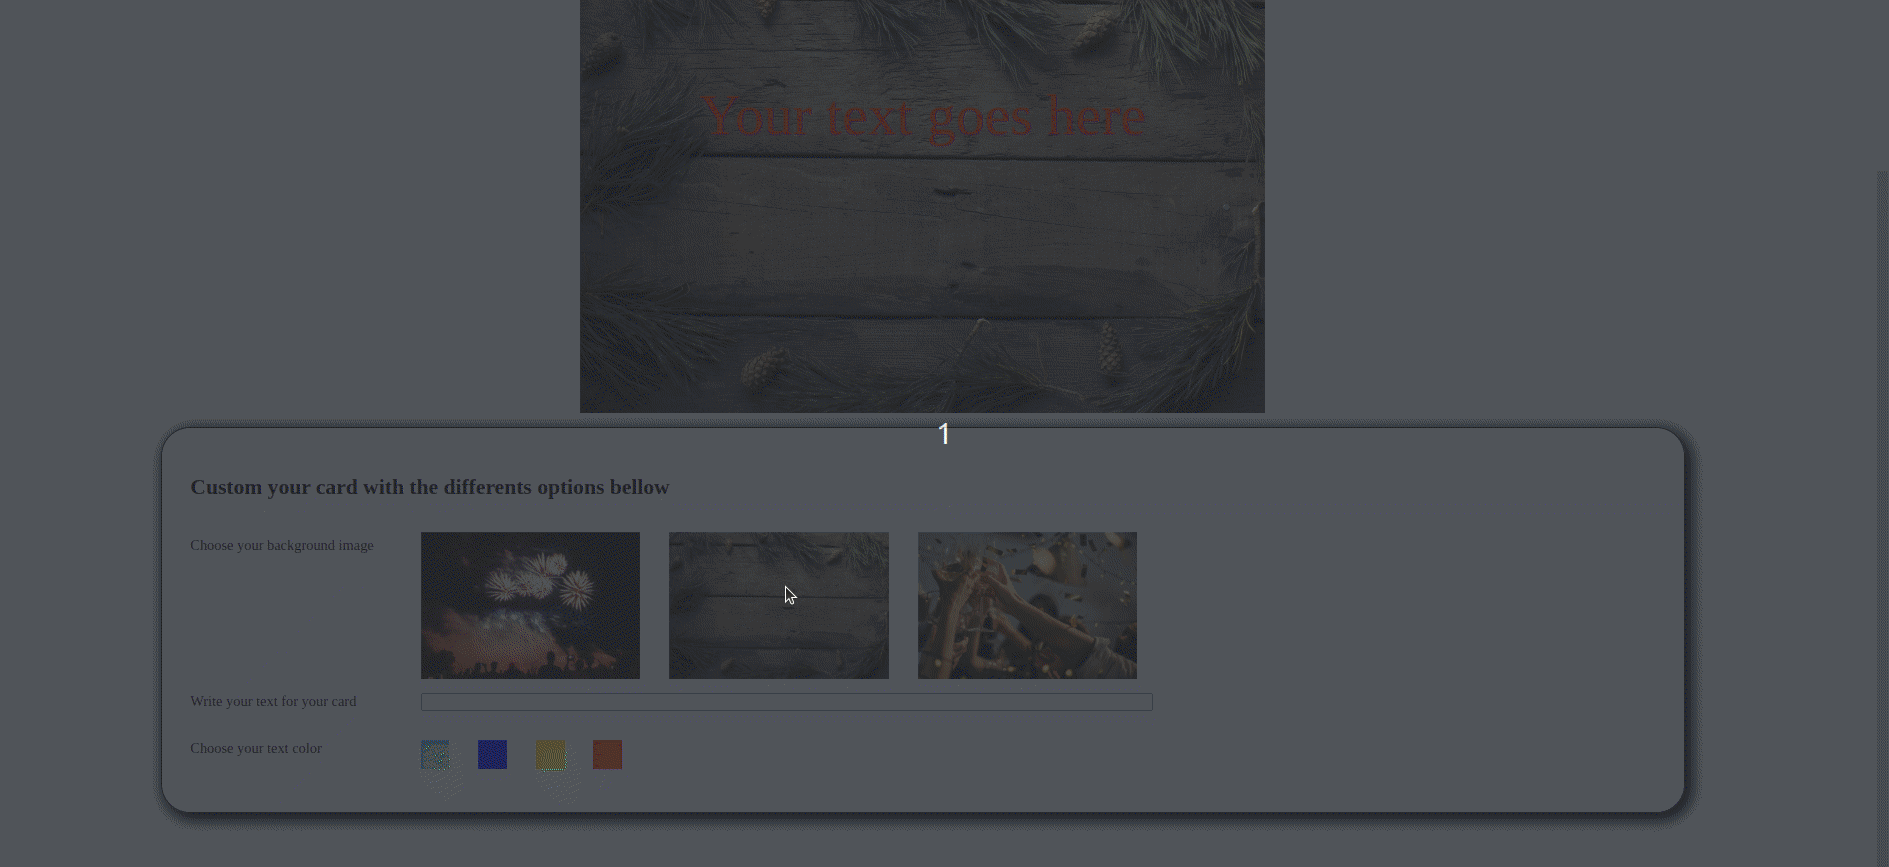 Your text goes here
1
Custom your card with the differents options bellow
Choose your background image
Write your text for your card
Choose your text color